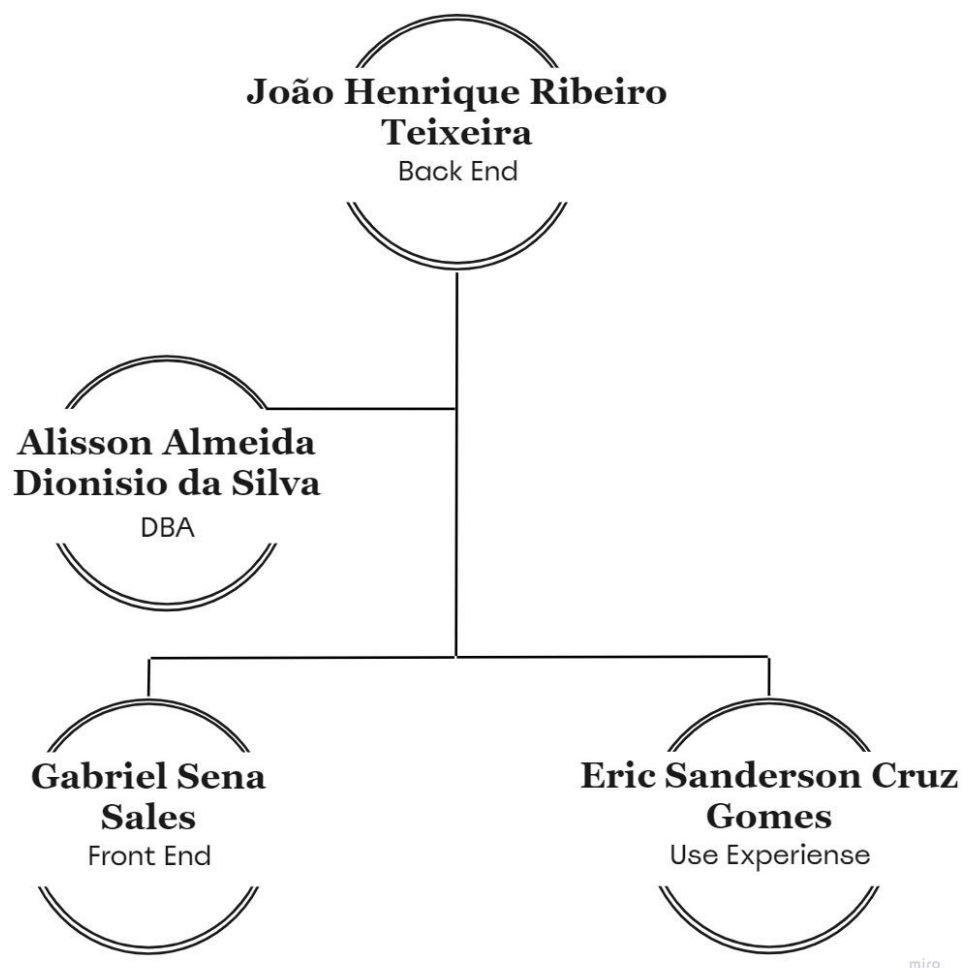 João Henrique Ribeiro
Teixeira
Back End
Alisson Almeida
Dionisio da Silva
DBA
Gabriel Sena
Sales
Front End
Eric Sanderson Cruz
Gomes
Use Experiense
miro